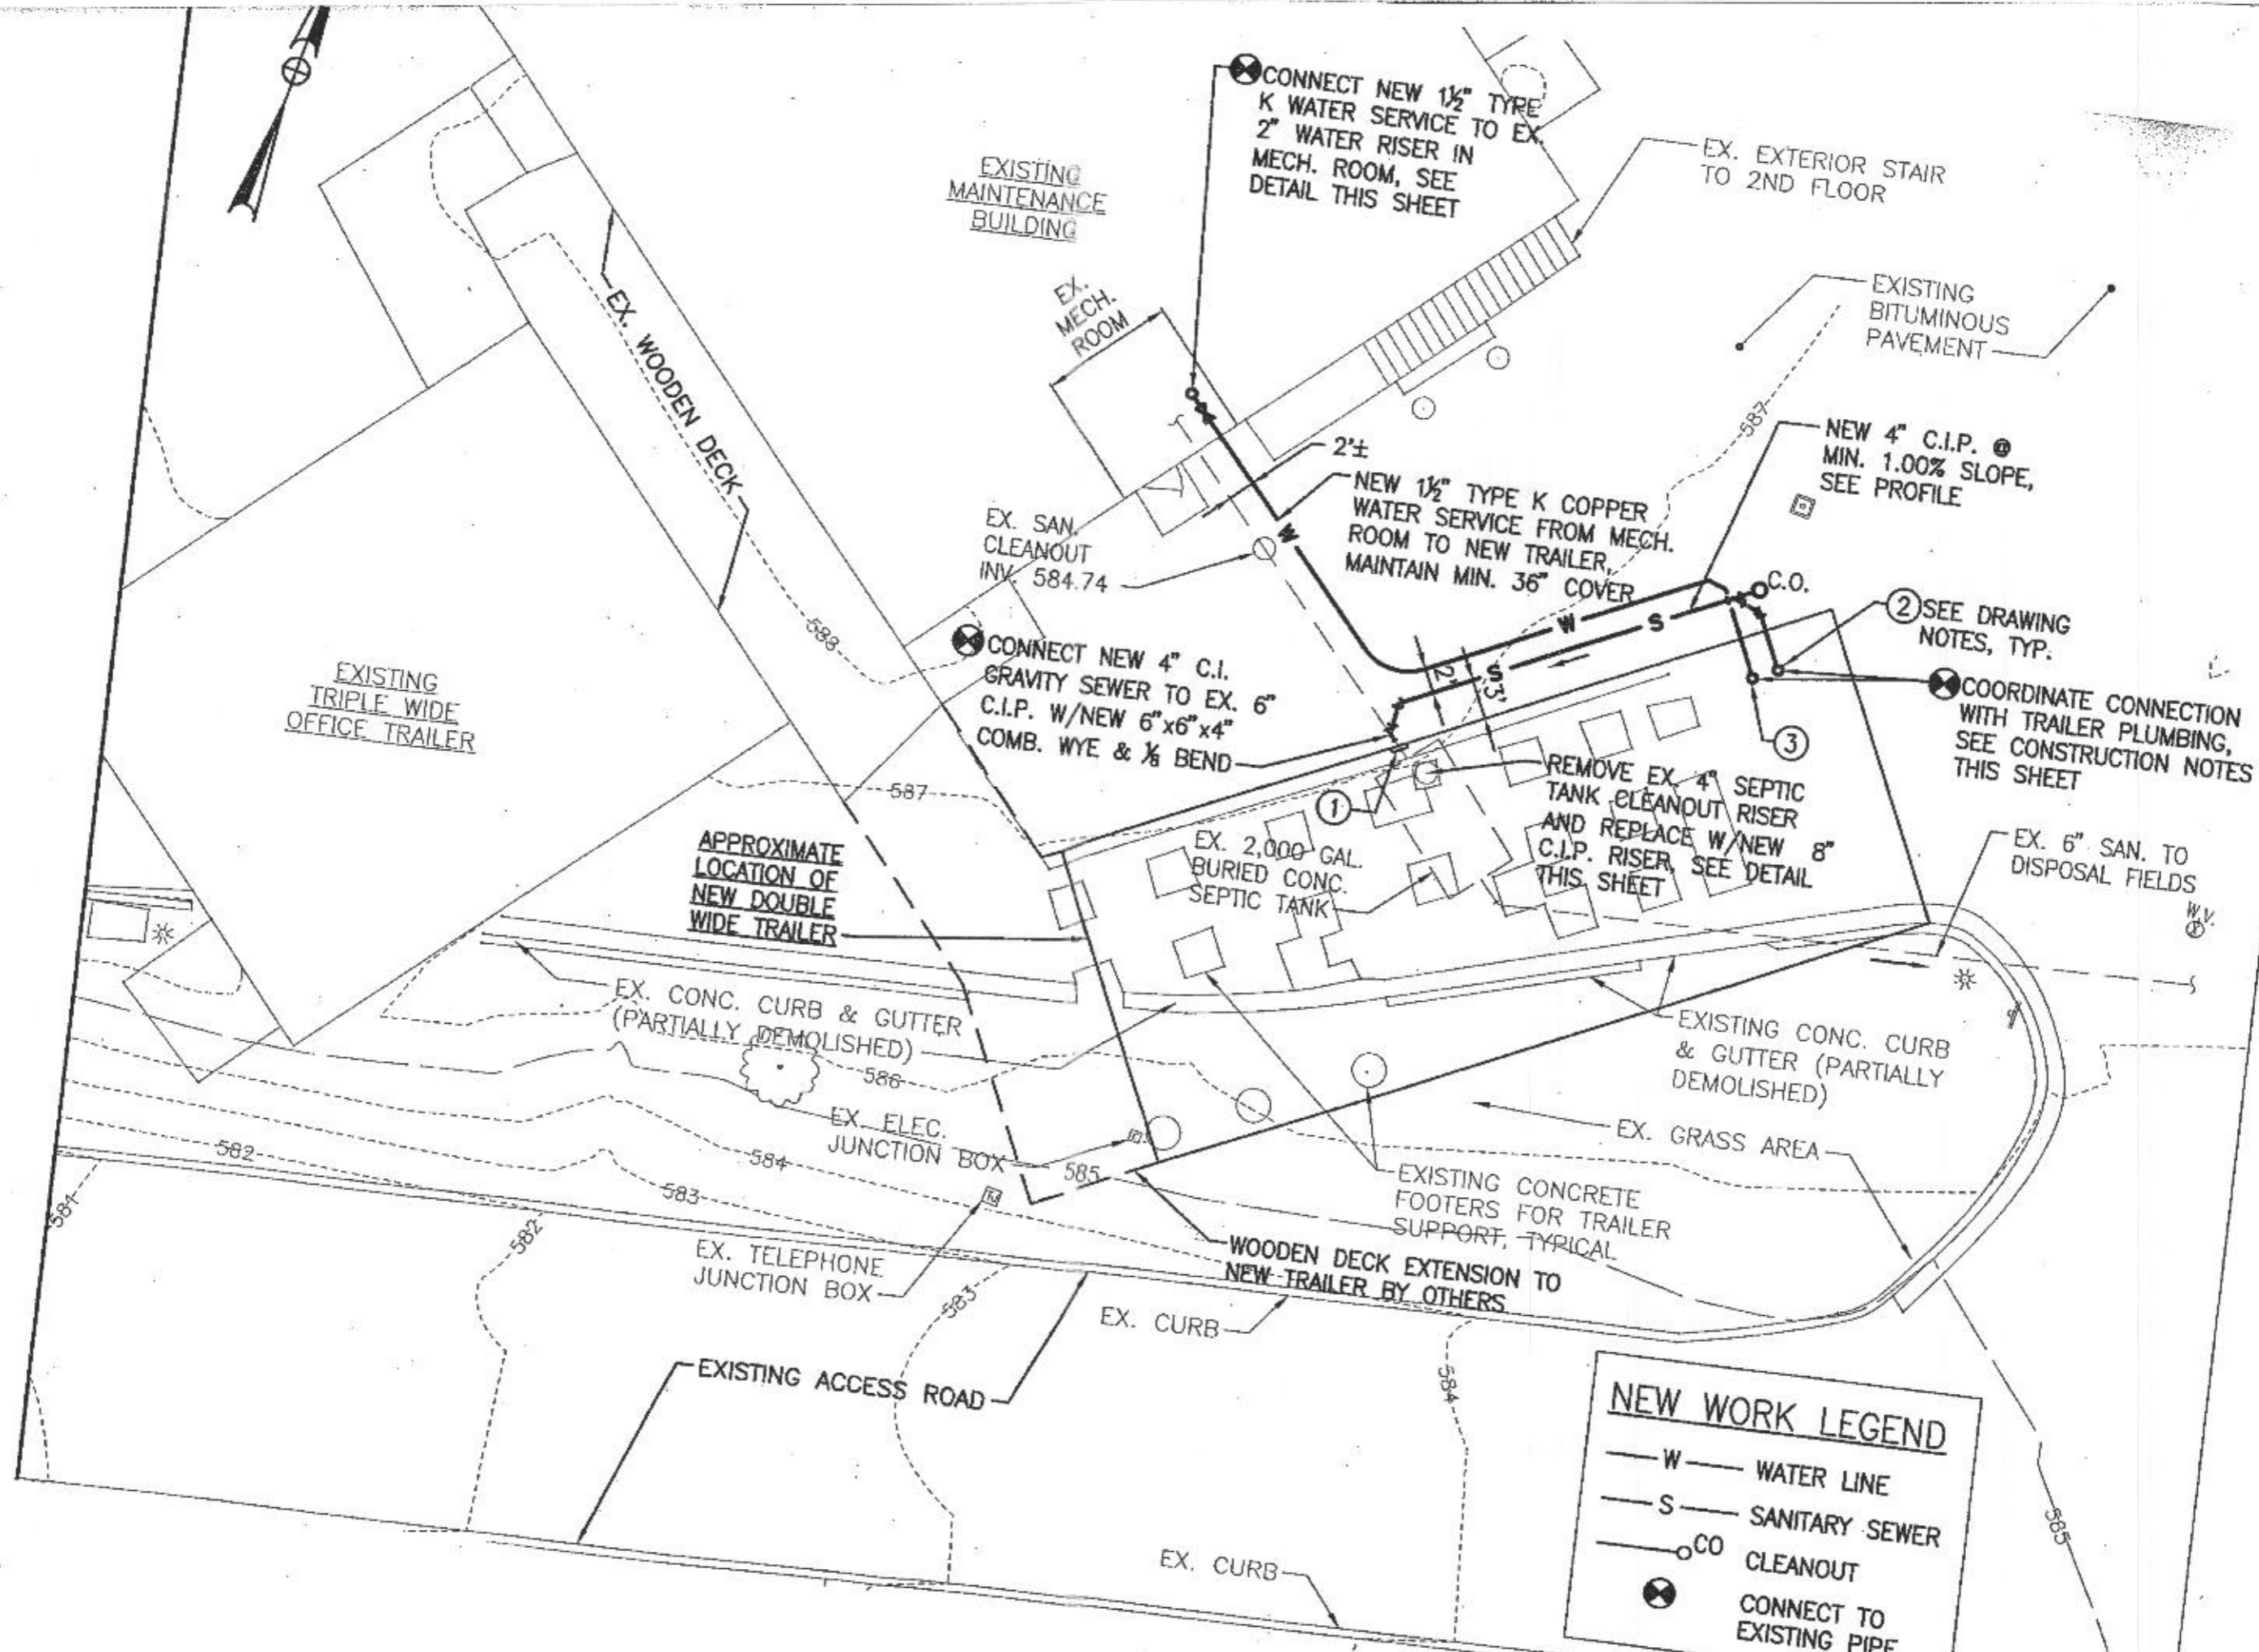 CONNECT NEW 1½" TYPE
K WATER SERVICE TO EX.
2" WATER RISER IN
MECH. ROOM, SEE
DETAIL THIS SHEET
EX. EXTERIOR STAIR
TO 2ND FLOOR
EXISTING
MAINTENANCE
BUILDING
EX.
MECH.
ROOM
EXISTING
BITUMINOUS
PAVEMENT
EX. WOODEN DECK
587
NEW 4" C.I.P. @
MIN. 1.00% SLOPE,
SEE PROFILE
2'±
NEW 1½" TYPE K COPPER
WATER SERVICE FROM MECH.
ROOM TO NEW TRAILER,
MAINTAIN MIN. 36" COVER
EX. SAN.
CLEANOUT
INV. 584.74
W
C.O.
W
S
S
2'
3'
2 SEE DRAWING
NOTES, TYP.
588
CONNECT NEW 4" C.I.
GRAVITY SEWER TO EX. 6"
C.I.P. W/NEW 6"x6"x4"
COMB. WYE & ⅛ BEND
COORDINATE CONNECTION
WITH TRAILER PLUMBING,
SEE CONSTRUCTION NOTES
THIS SHEET
3
EXISTING
TRIPLE WIDE
OFFICE TRAILER
587
1
REMOVE EX. 4" SEPTIC
TANK CLEANOUT RISER
AND REPLACE W/NEW 8"
C.I.P. RISER, SEE DETAIL
THIS SHEET
EX. 2,000 GAL.
BURIED CONC.
SEPTIC TANK
EX. 6" SAN. TO
DISPOSAL FIELDS
W.V.
APPROXIMATE
LOCATION OF
NEW DOUBLE
WIDE TRAILER
EX. CONC. CURB & GUTTER
(PARTIALLY DEMOLISHED)
586
EXISTING CONC. CURB
& GUTTER (PARTIALLY
DEMOLISHED)
EX. ELEC.
JUNCTION BOX
EX. GRASS AREA
582
584
583
585
581
582
EXISTING CONCRETE
FOOTERS FOR TRAILER
SUPPORT, TYPICAL
EX. TELEPHONE
JUNCTION BOX
WOODEN DECK EXTENSION TO
NEW TRAILER BY OTHERS
583
EX. CURB
EXISTING ACCESS ROAD
584
585
EX. CURB
NEW WORK LEGEND
W WATER LINE
S SANITARY SEWER
CO CLEANOUT
CONNECT TO
EXISTING PIPE